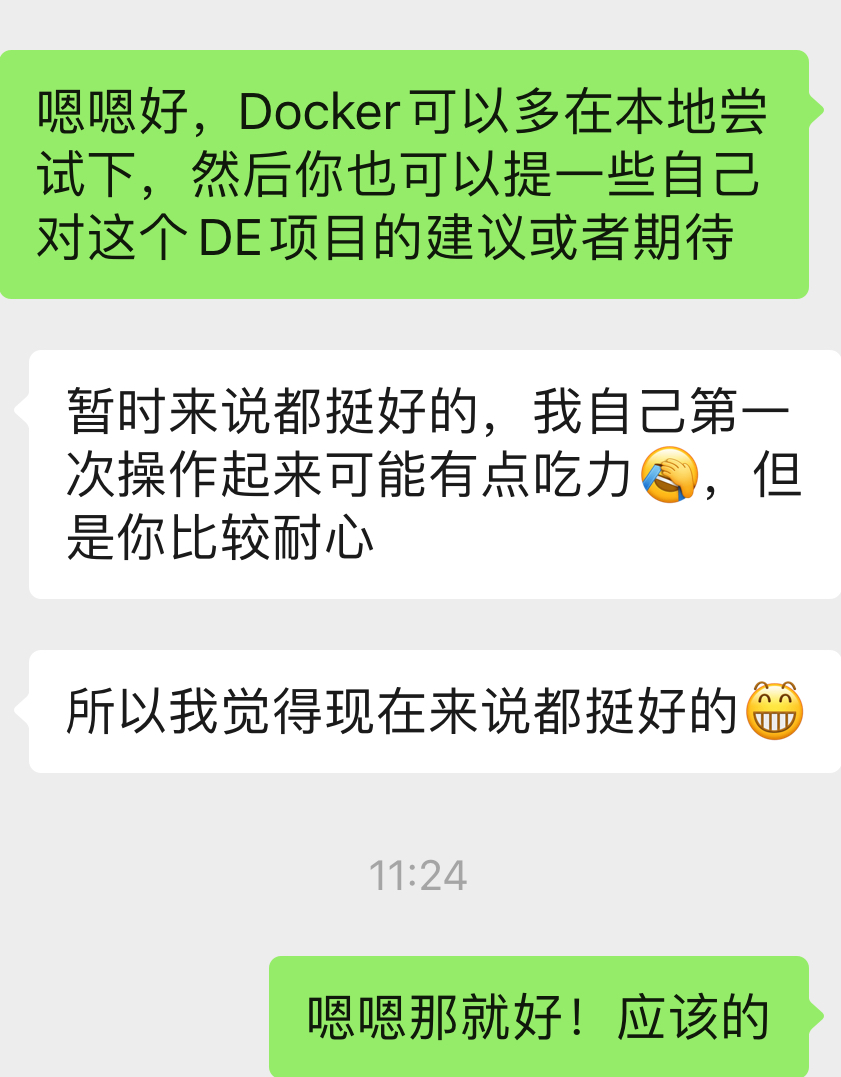 嗯嗯好，Docker可以多在本地尝
试下，然后你也可以提一些自己
对这个DE项目的建议或者期待
暂时来说都挺好的，我自己第一
次操作起来可能有点吃力🤦，但
是你比较耐心
所以我觉得现在来说都挺好的😁
11:24
嗯嗯那就好！应该的